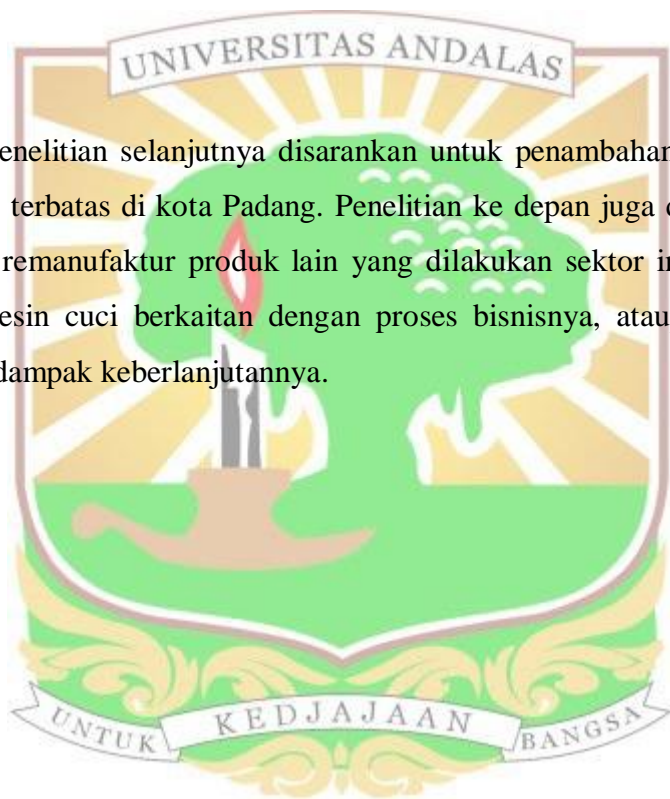 UNIVERSITAS ANDALAS
enelitian selanjutnya disarankan untuk penambahan
terbatas di kota Padang. Penelitian ke depan juga
remanufaktur produk lain yang dilakukan sektor
esin cuci berkaitan dengan proses bisnisnya, atau
dampak keberlanjutannya.
UNTUK KEDJAJAAN BANGSA